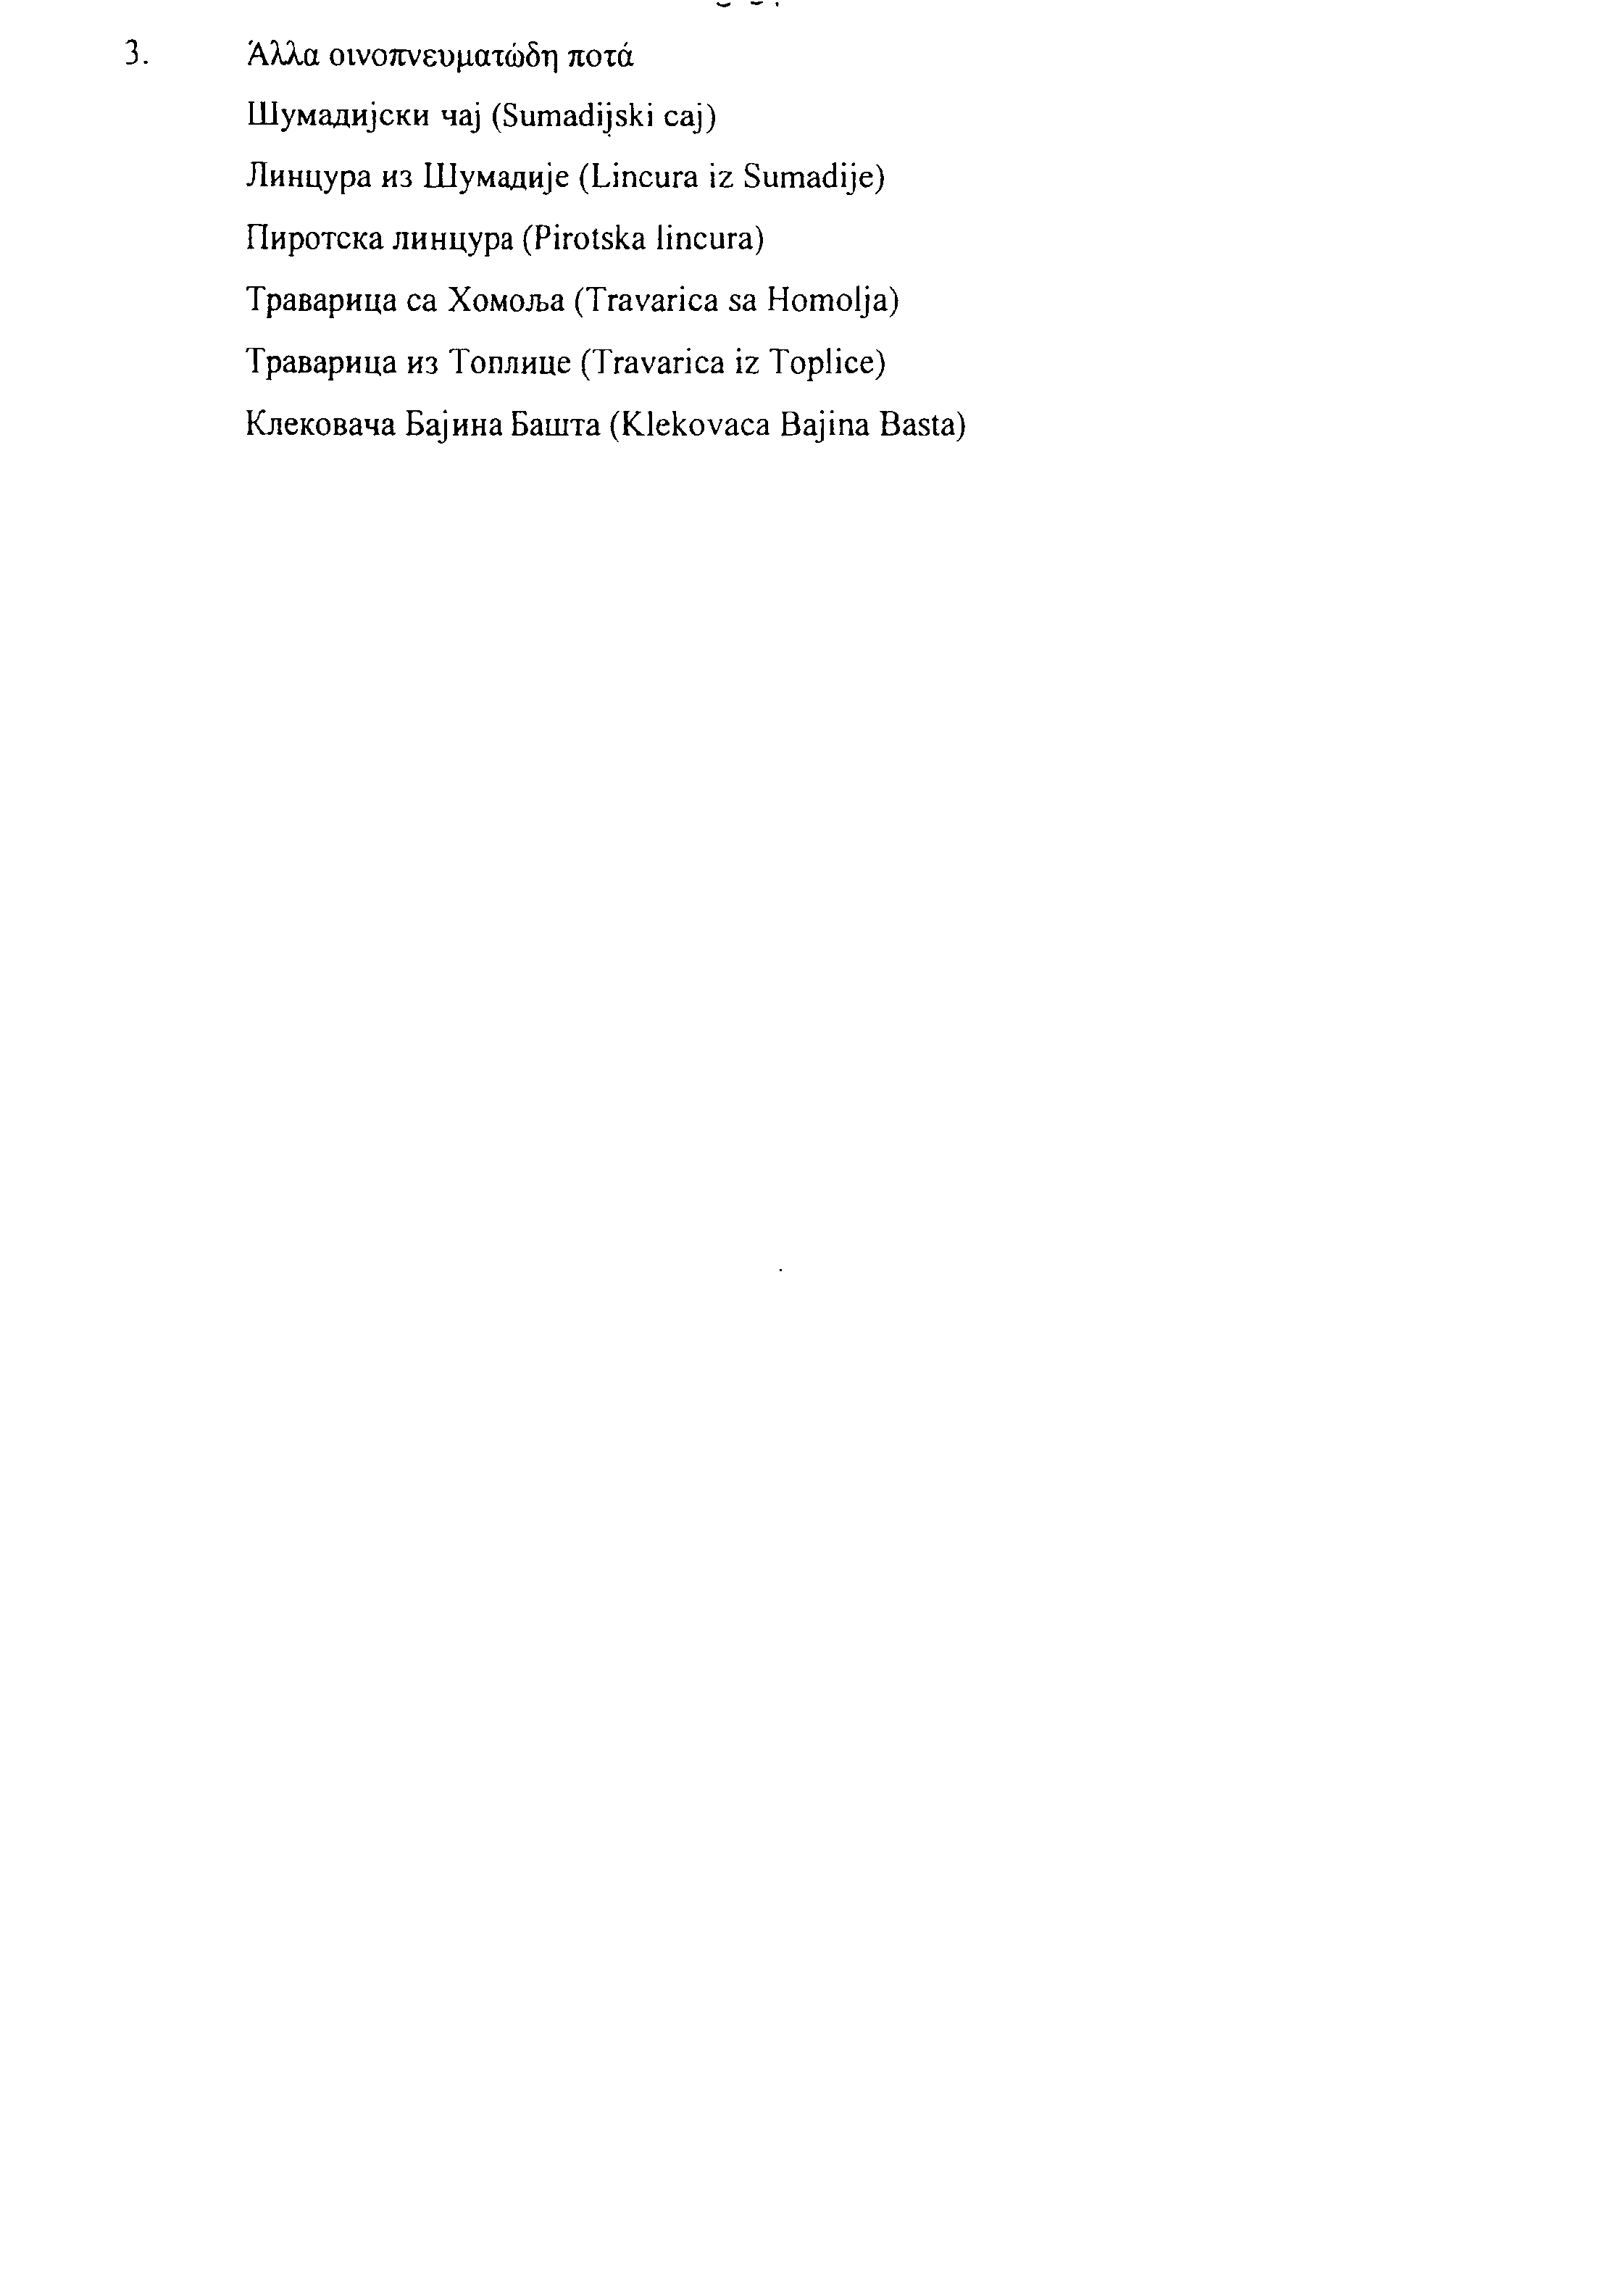 3. Άλλα οινοπνευματώδη ποτά
Шумадијски чај (Sumadijski caj)
Линцура из Шумадије (Lincura iz Sumadije)
Пиротска линцура (Pirotska lincura)
Траварица са Хомоља (Travarica sa Homolja)
Траварица из Топлице (Travarica iz Toplice)
Клековача Бајина Башта (Klekovaca Bajina Basta)